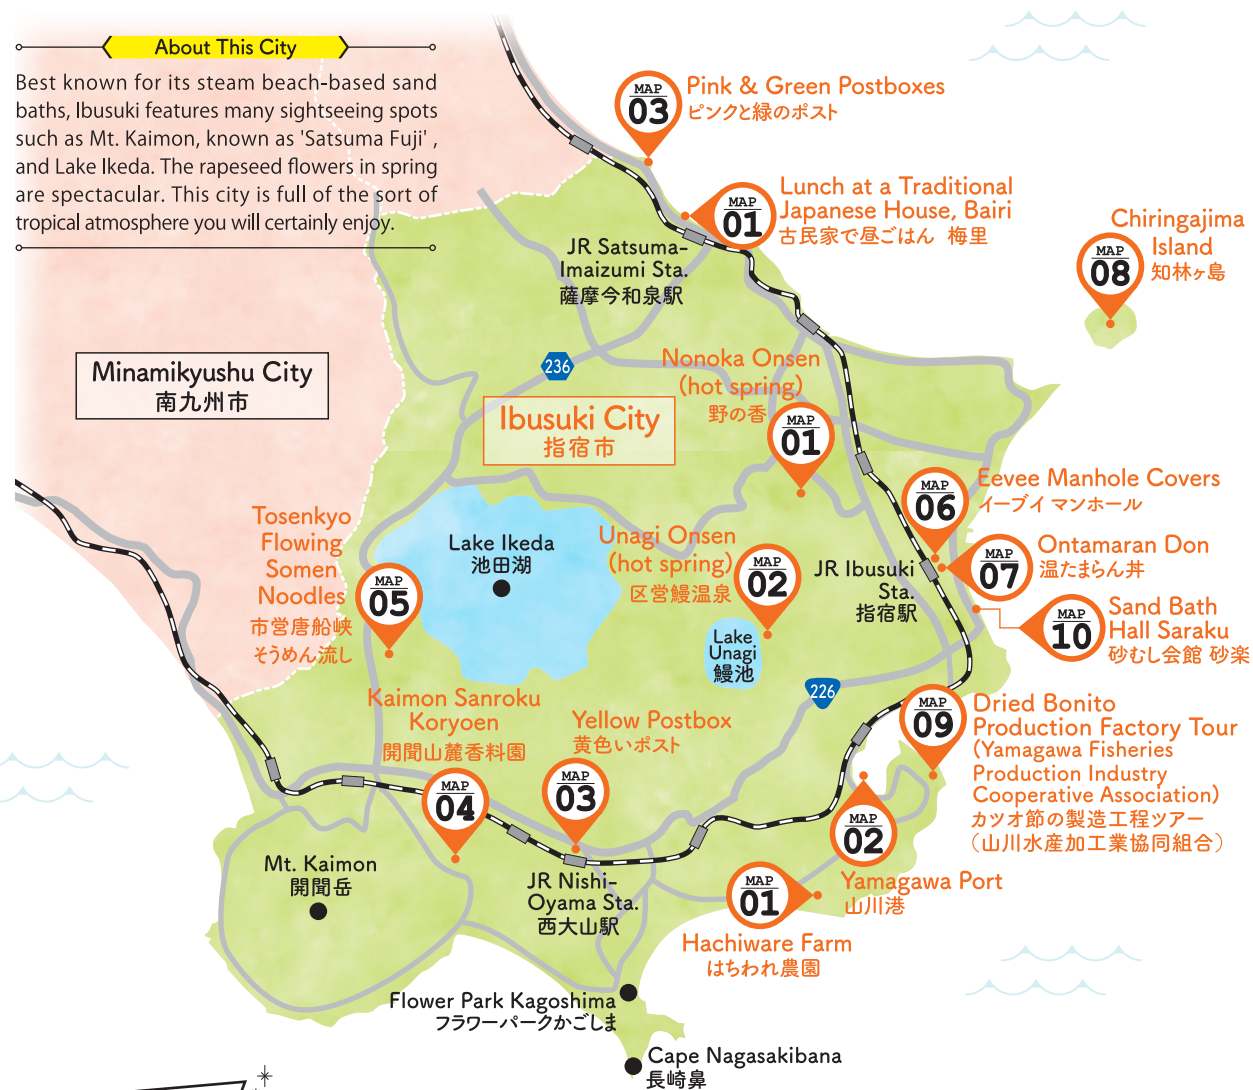 About This City
Best known for its steam beach-based sand
baths, Ibusuki features many sightseeing spots
such as Mt. Kaimon, known as 'Satsuma Fuji' ,
and Lake Ikeda. The rapeseed flowers in spring
are spectacular. This city is full of the sort of
tropical atmosphere you will certainly enjoy.
MAP
03
Pink & Green Postboxes
ピンクと緑のポスト
MAP
01
Lunch at a Traditional
Japanese House, Bairi
古民家で昼ごはん 梅里
Chiringajima
Island
知林ヶ島
MAP
08
JR Satsuma-
Imaizumi Sta.
薩摩今和泉駅
Minamikyushu City
南九州市
236
Nonoka Onsen
(hot spring)
野の香
MAP
01
Ibusuki City
指宿市
MAP
06
Eevee Manhole Covers
イーブイ マンホール
Tosenkyo
Flowing
Somen
Noodles
市営唐船峡
そうめん流し
MAP
05
Lake Ikeda
池田湖
Unagi Onsen
(hot spring)
区営鰻温泉
MAP
02
JR Ibusuki
Sta.
指宿駅
MAP
07
Ontamaran Don
温たまらん丼
MAP
10
Sand Bath
Hall Saraku
砂むし会館 砂楽
Lake
Unagi
鰻池
226
Kaimon Sanroku
Koryoen
開聞山麓香料園
MAP
04
Yellow Postbox
黄色いポスト
MAP
03
MAP
09
Dried Bonito
Production Factory Tour
(Yamagawa Fisheries
Production Industry
Cooperative Association)
カツオ節の製造工程ツアー
（山川水産加工業協同組合）
MAP
02
Yamagawa Port
山川港
Mt. Kaimon
開聞岳
JR Nishi-
Oyama Sta.
西大山駅
MAP
01
Hachiware Farm
はちわれ農園
Flower Park Kagoshima
フラワーパークかごしま
Cape Nagasakibana
長崎鼻